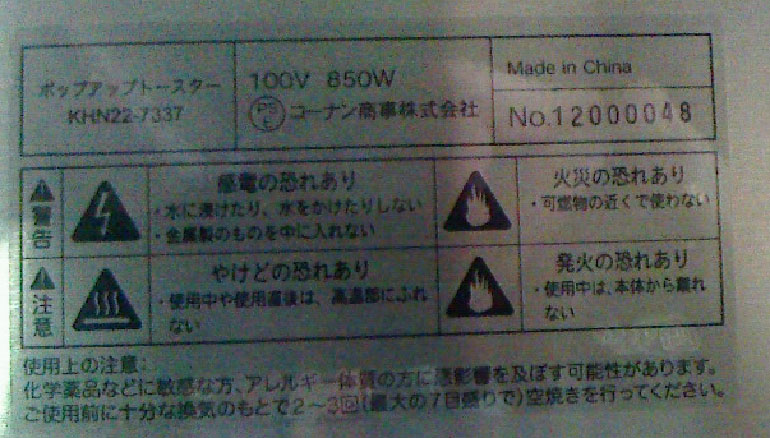 ポップアップトースター
KHN22-7337
100V 850W
PSE コーナン商事株式会社
Made in China
No.12000048
警告
感電の恐れあり
・水に浸けたり、水をかけたりしない
・金属製のものを中に入れない
火災の恐れあり
・可燃物の近くで使わない
注意
やけどの恐れあり
・使用中や使用直後は、高温部にふれ
ない
発火の恐れあり
・使用中は、本体から離れ
ない
使用上の注意:
化学薬品などに敏感な方、アレルギー体質の方に悪影響を及ぼす可能性があります。
ご使用前に十分な換気のもとで2～3回(最大の7目盛りで)空焼きを行ってください。